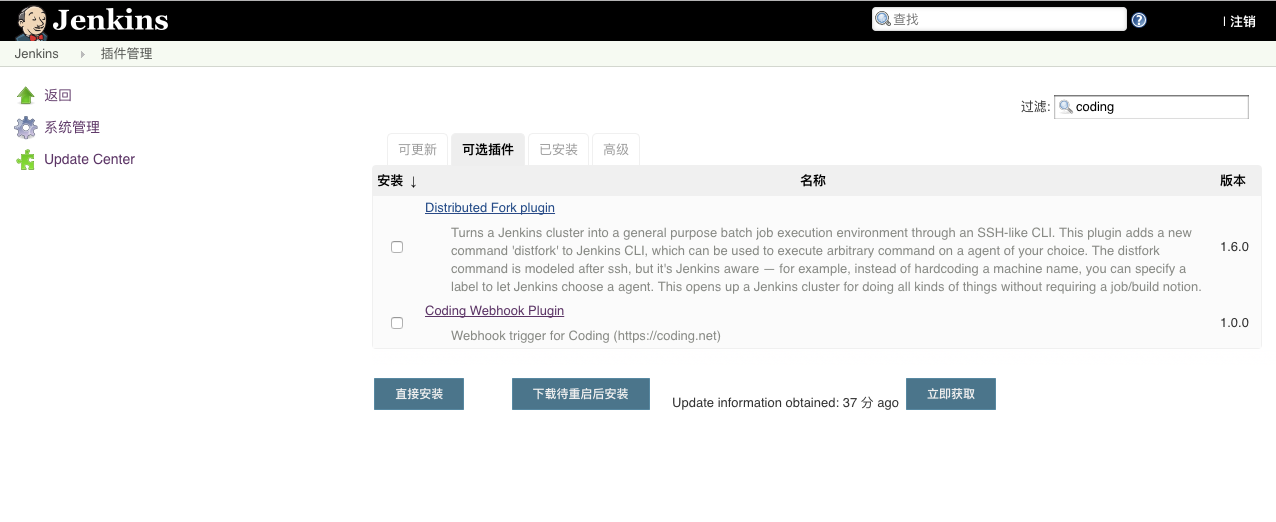 Jenkins
查找
| 注销
Jenkins
插件管理
返回
系统管理
Update Center
过滤: coding
可更新 可选插件 已安装 高级
安装 ↓ 名称 版本
Distributed Fork plugin
Turns a Jenkins cluster into a general purpose batch job execution environment through an SSH-like CLI. This plugin adds a new
command 'distfork' to Jenkins CLI, which can be used to execute arbitrary command on a agent of your choice. The distfork
command is modeled after ssh, but it's Jenkins aware — for example, instead of hardcoding a machine name, you can specify a
label to let Jenkins choose a agent. This opens up a Jenkins cluster for doing all kinds of things without requiring a job/build notion.
1.6.0
Coding Webhook Plugin
Webhook trigger for Coding (https://coding.net)
1.0.0
直接安装 下载待重启后安装 Update information obtained: 37 分 ago 立即获取